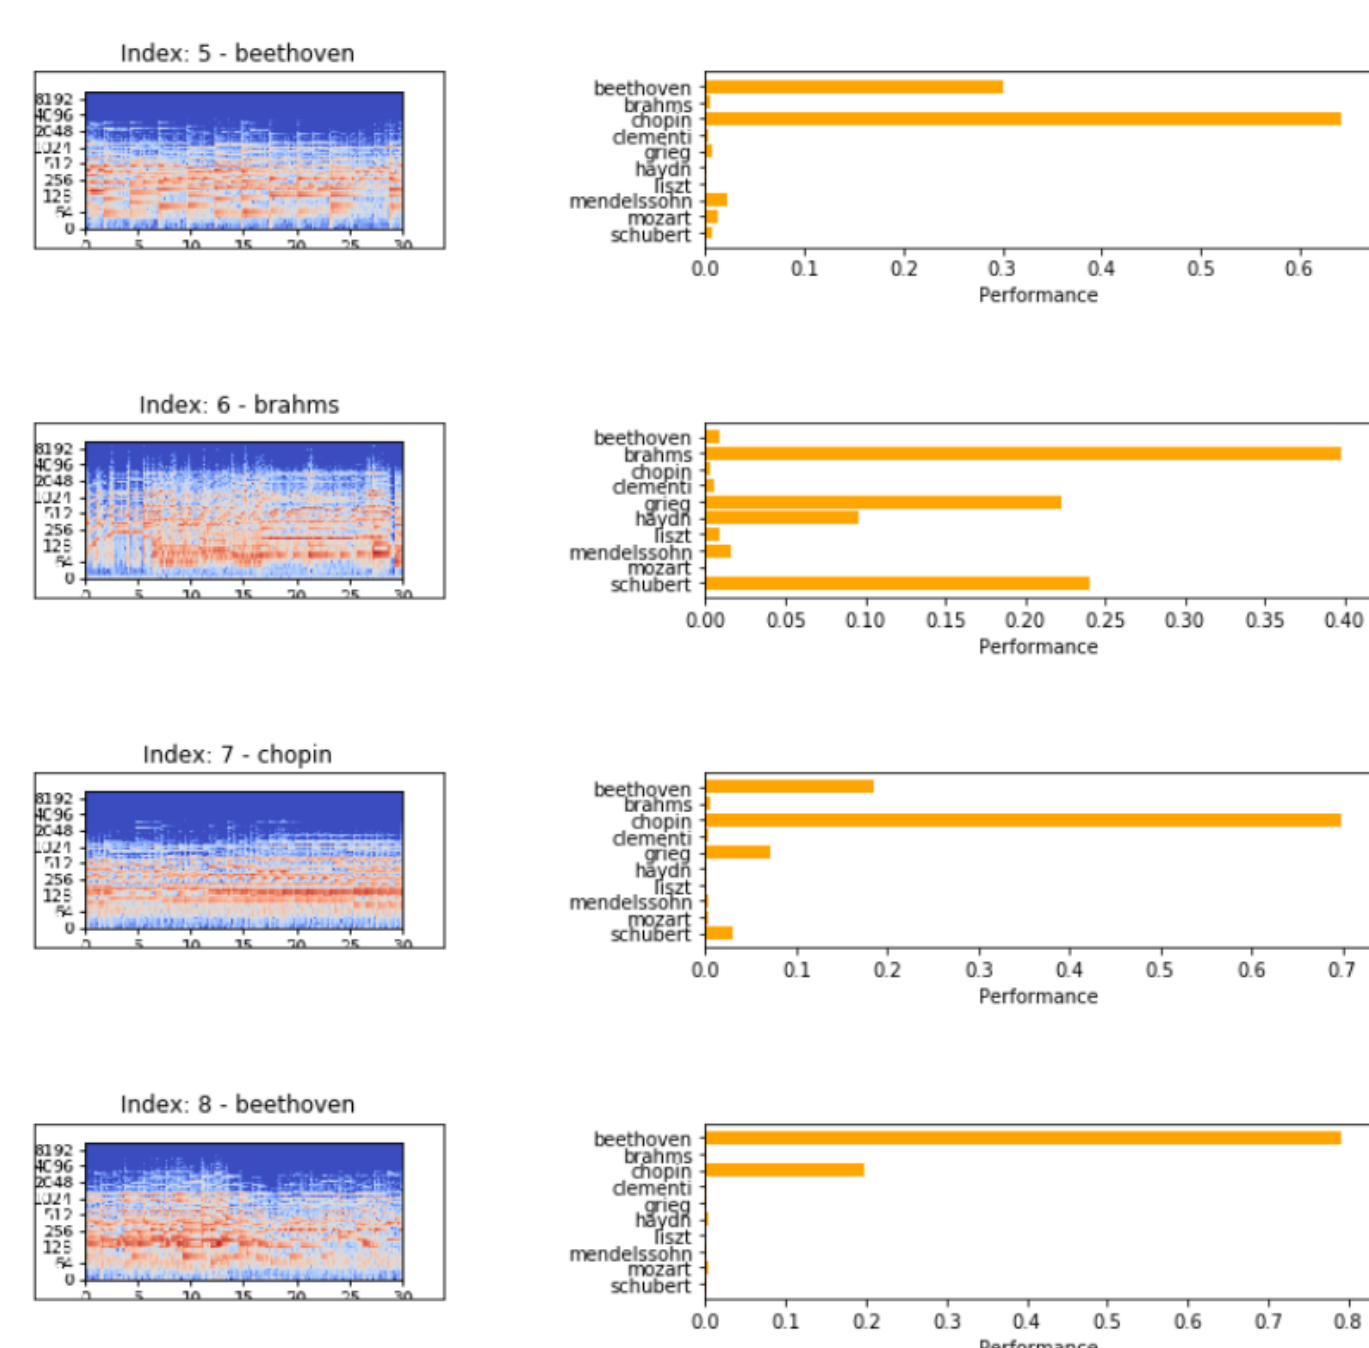 Index: 5 - beethoven
8192
4096
2048
1024
512
256
128
64
0
0 5 10 15 20 25 30
beethoven
brahms
chopin
clementi
grieg
haydn
liszt
mendelssohn
mozart
schubert
0.0 0.1 0.2 0.3 0.4 0.5 0.6
Performance
Index: 6 - brahms
8192
4096
2048
1024
512
256
128
64
0
0 5 10 15 20 25 30
beethoven
brahms
chopin
clementi
grieg
haydn
liszt
mendelssohn
mozart
schubert
0.00 0.05 0.10 0.15 0.20 0.25 0.30 0.35 0.40
Performance
Index: 7 - chopin
8192
4096
2048
1024
512
256
128
64
0
0 5 10 15 20 25 30
beethoven
brahms
chopin
clementi
grieg
haydn
liszt
mendelssohn
mozart
schubert
0.0 0.1 0.2 0.3 0.4 0.5 0.6 0.7
Performance
Index: 8 - beethoven
8192
4096
2048
1024
512
256
128
64
0
0 5 10 15 20 25 30
beethoven
brahms
chopin
clementi
grieg
haydn
liszt
mendelssohn
mozart
schubert
0.0 0.1 0.2 0.3 0.4 0.5 0.6 0.7 0.8
Performance